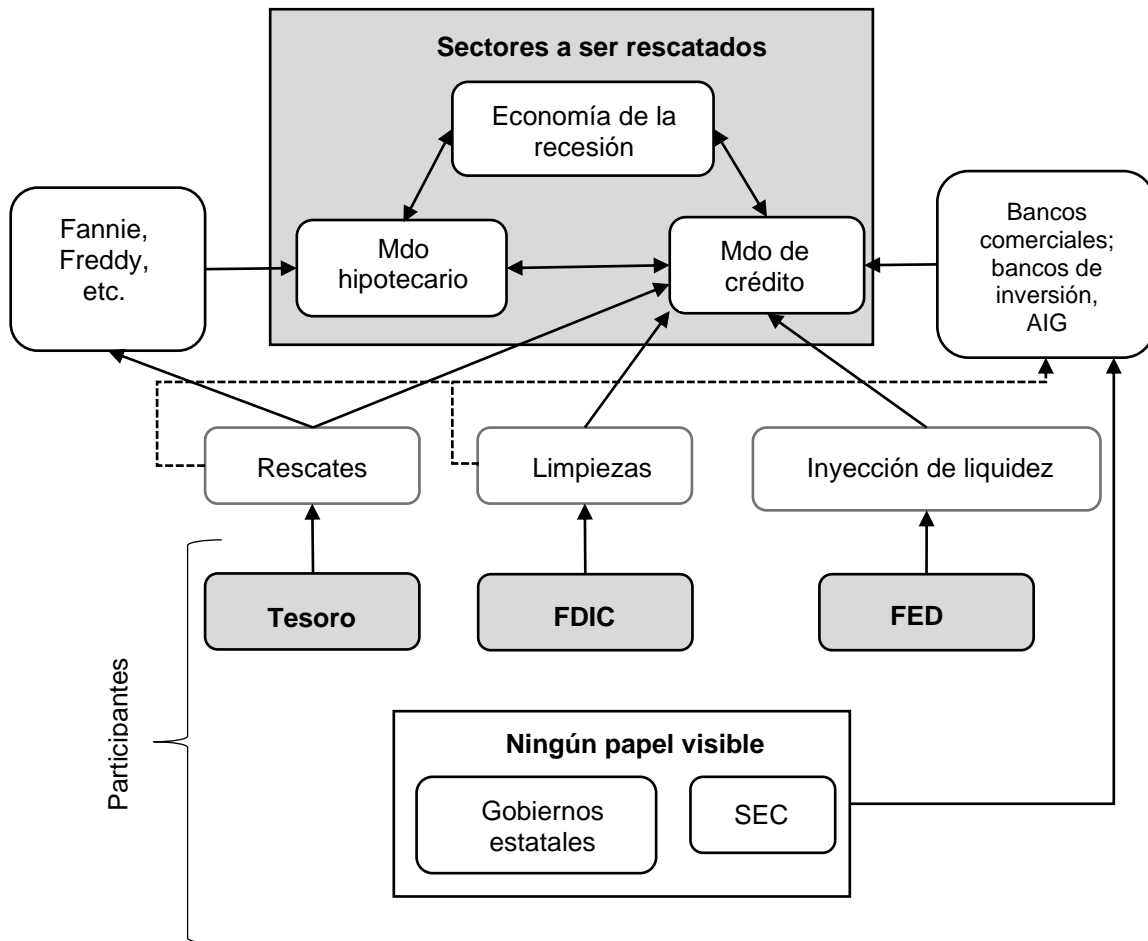 Sectores a ser rescatados
Economía de la
recesión
Fannie,
Freddy,
etc.
Mdo
hipotecario
Mdo de
crédito
Bancos
comerciales;
bancos de
inversión,
AIG
Rescates
Limpiezas
Inyección de liquidez
Tesoro
FDIC
FED
Participantes
Ningún papel visible
Gobiernos
estatales
SEC